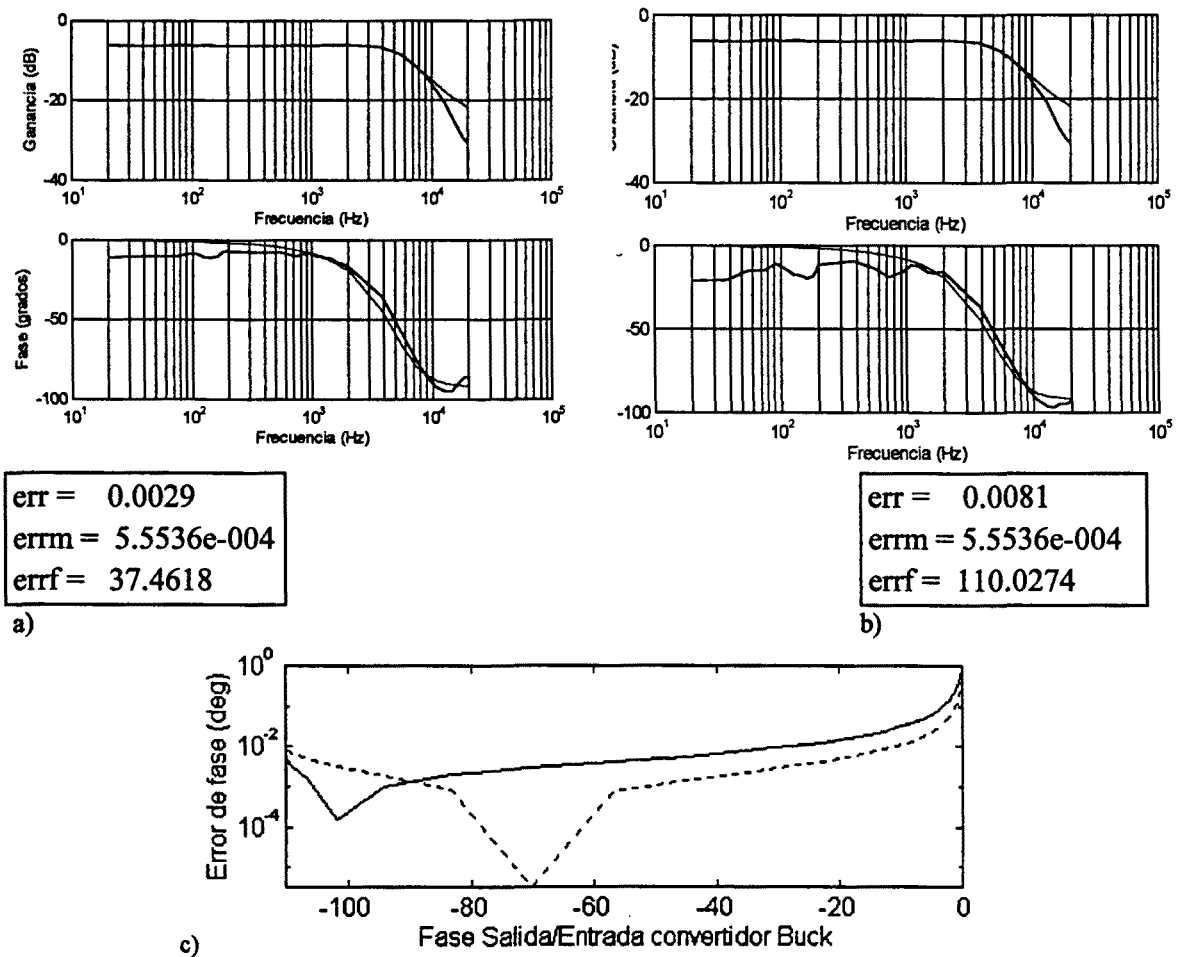 0
-20
-40
Ganancia (dB)
10^1 10^2 10^3 10^4 10^5
Frecuencia (Hz)
0
-50
-100
Fase (grados)
10^1 10^2 10^3 10^4 10^5
Frecuencia (Hz)
0
-20
-40
(dB)
10^1 10^2 10^3 10^4 10^5
Frecuencia (Hz)
0
-50
-100
10^1 10^2 10^3 10^4 10^5
Frecuencia (Hz)
err = 0.0029
errm = 5.5536e-004
errf = 37.4618
a)
err = 0.0081
errm = 5.5536e-004
errf = 110.0274
b)
10^0
10^-2
10^-4
Error de fase (deg)
-100 -80 -60 -40 -20 0
Fase Salida/Entrada convertidor Buck
c)